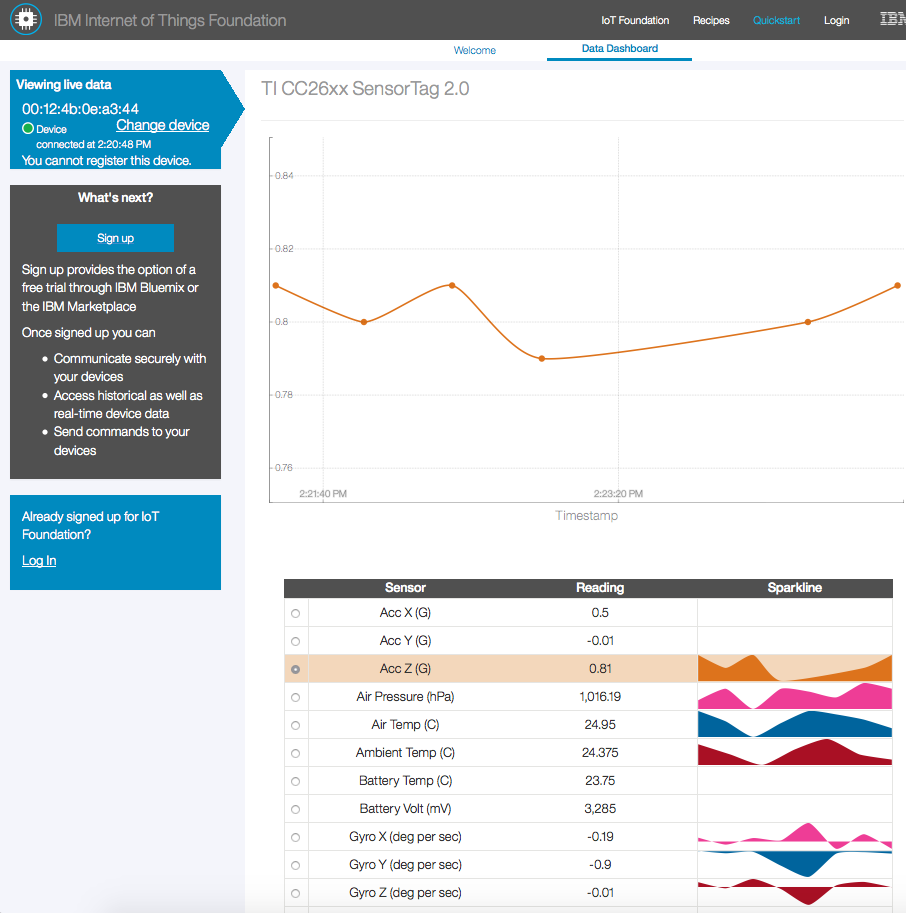 IBM Internet of Things Foundation
IoT Foundation Recipes Quickstart Login
Welcome Data Dashboard
Viewing live data
00:12:4b:0e:a3:44
Device
Change device
connected at 2:20:48 PM
You cannot register this device.
What's next?
Sign up
Sign up provides the option of a
free trial through IBM Bluemix or
the IBM Marketplace
Once signed up you can
• Communicate securely with
your devices
• Access historical as well as
real-time device data
• Send commands to your
devices
Already signed up for IoT
Foundation?
Log In
TI CC26xx SensorTag 2.0
0.84
0.82
0.8
0.78
0.76
2:21:40 PM 2:23:20 PM
Timestamp
Sensor Reading Sparkline
Acc X (G) 0.5
Acc Y (G) -0.01
Acc Z (G) 0.81
Air Pressure (hPa) 1,016.19
Air Temp (C) 24.95
Ambient Temp (C) 24.375
Battery Temp (C) 23.75
Battery Volt (mV) 3,285
Gyro X (deg per sec) -0.19
Gyro Y (deg per sec) -0.9
Gyro Z (deg per sec) -0.01